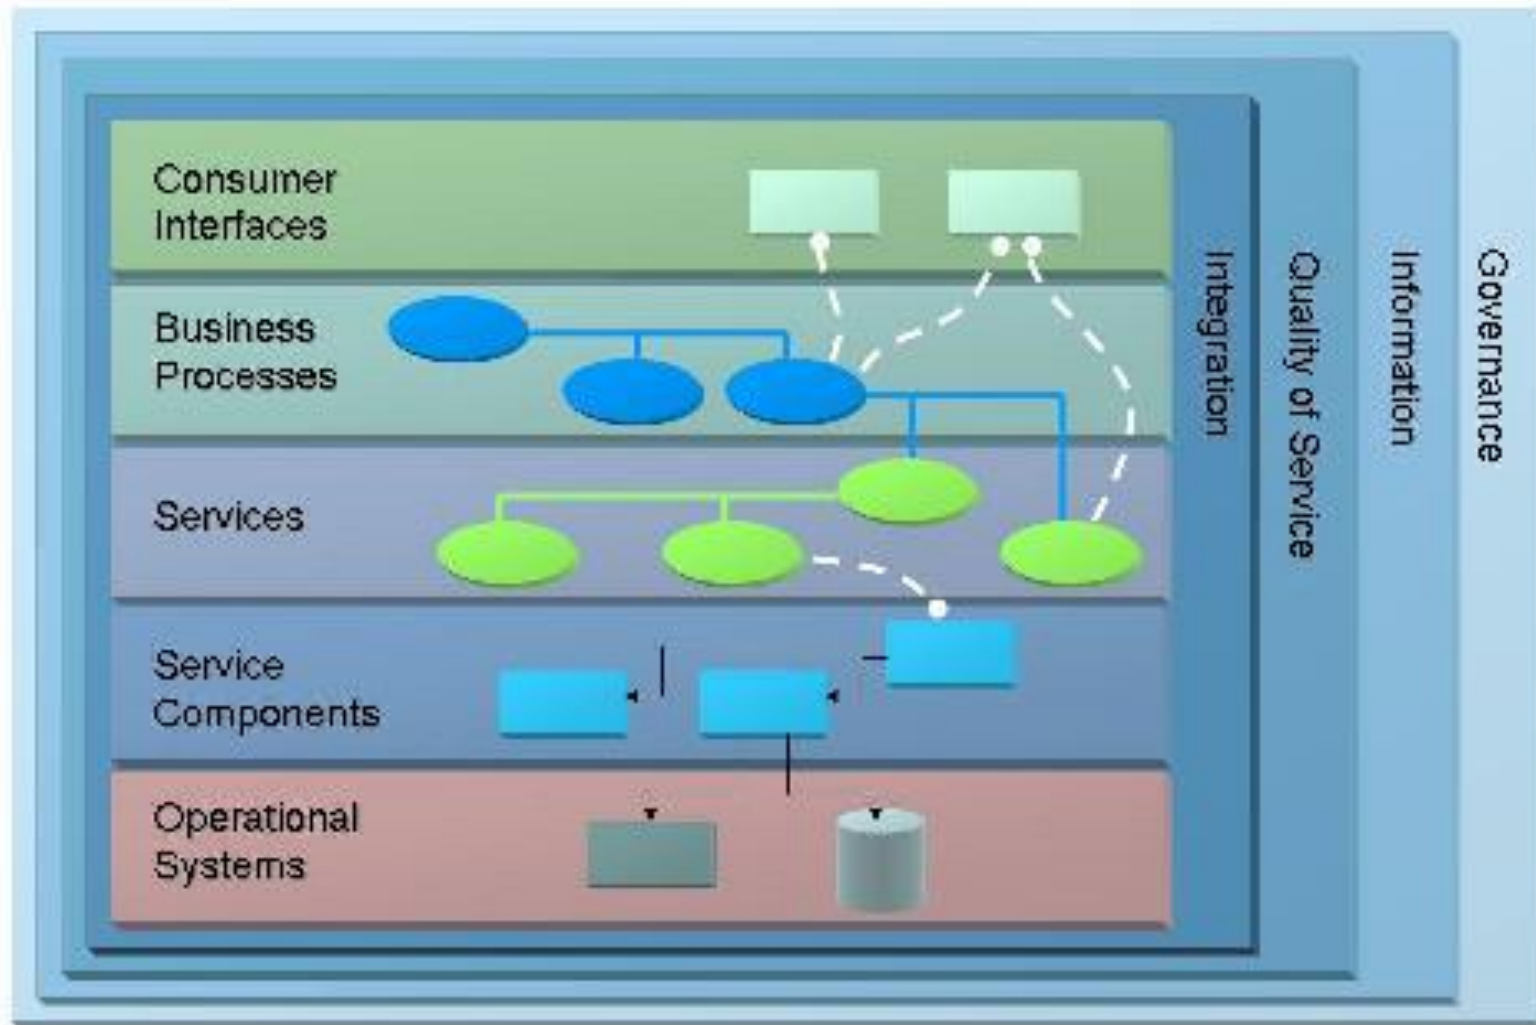 Consumer
Interfaces
Business
Processes
Services
Service
Components
Operational
Systems
Integration
Quality of Service
Information
Governance